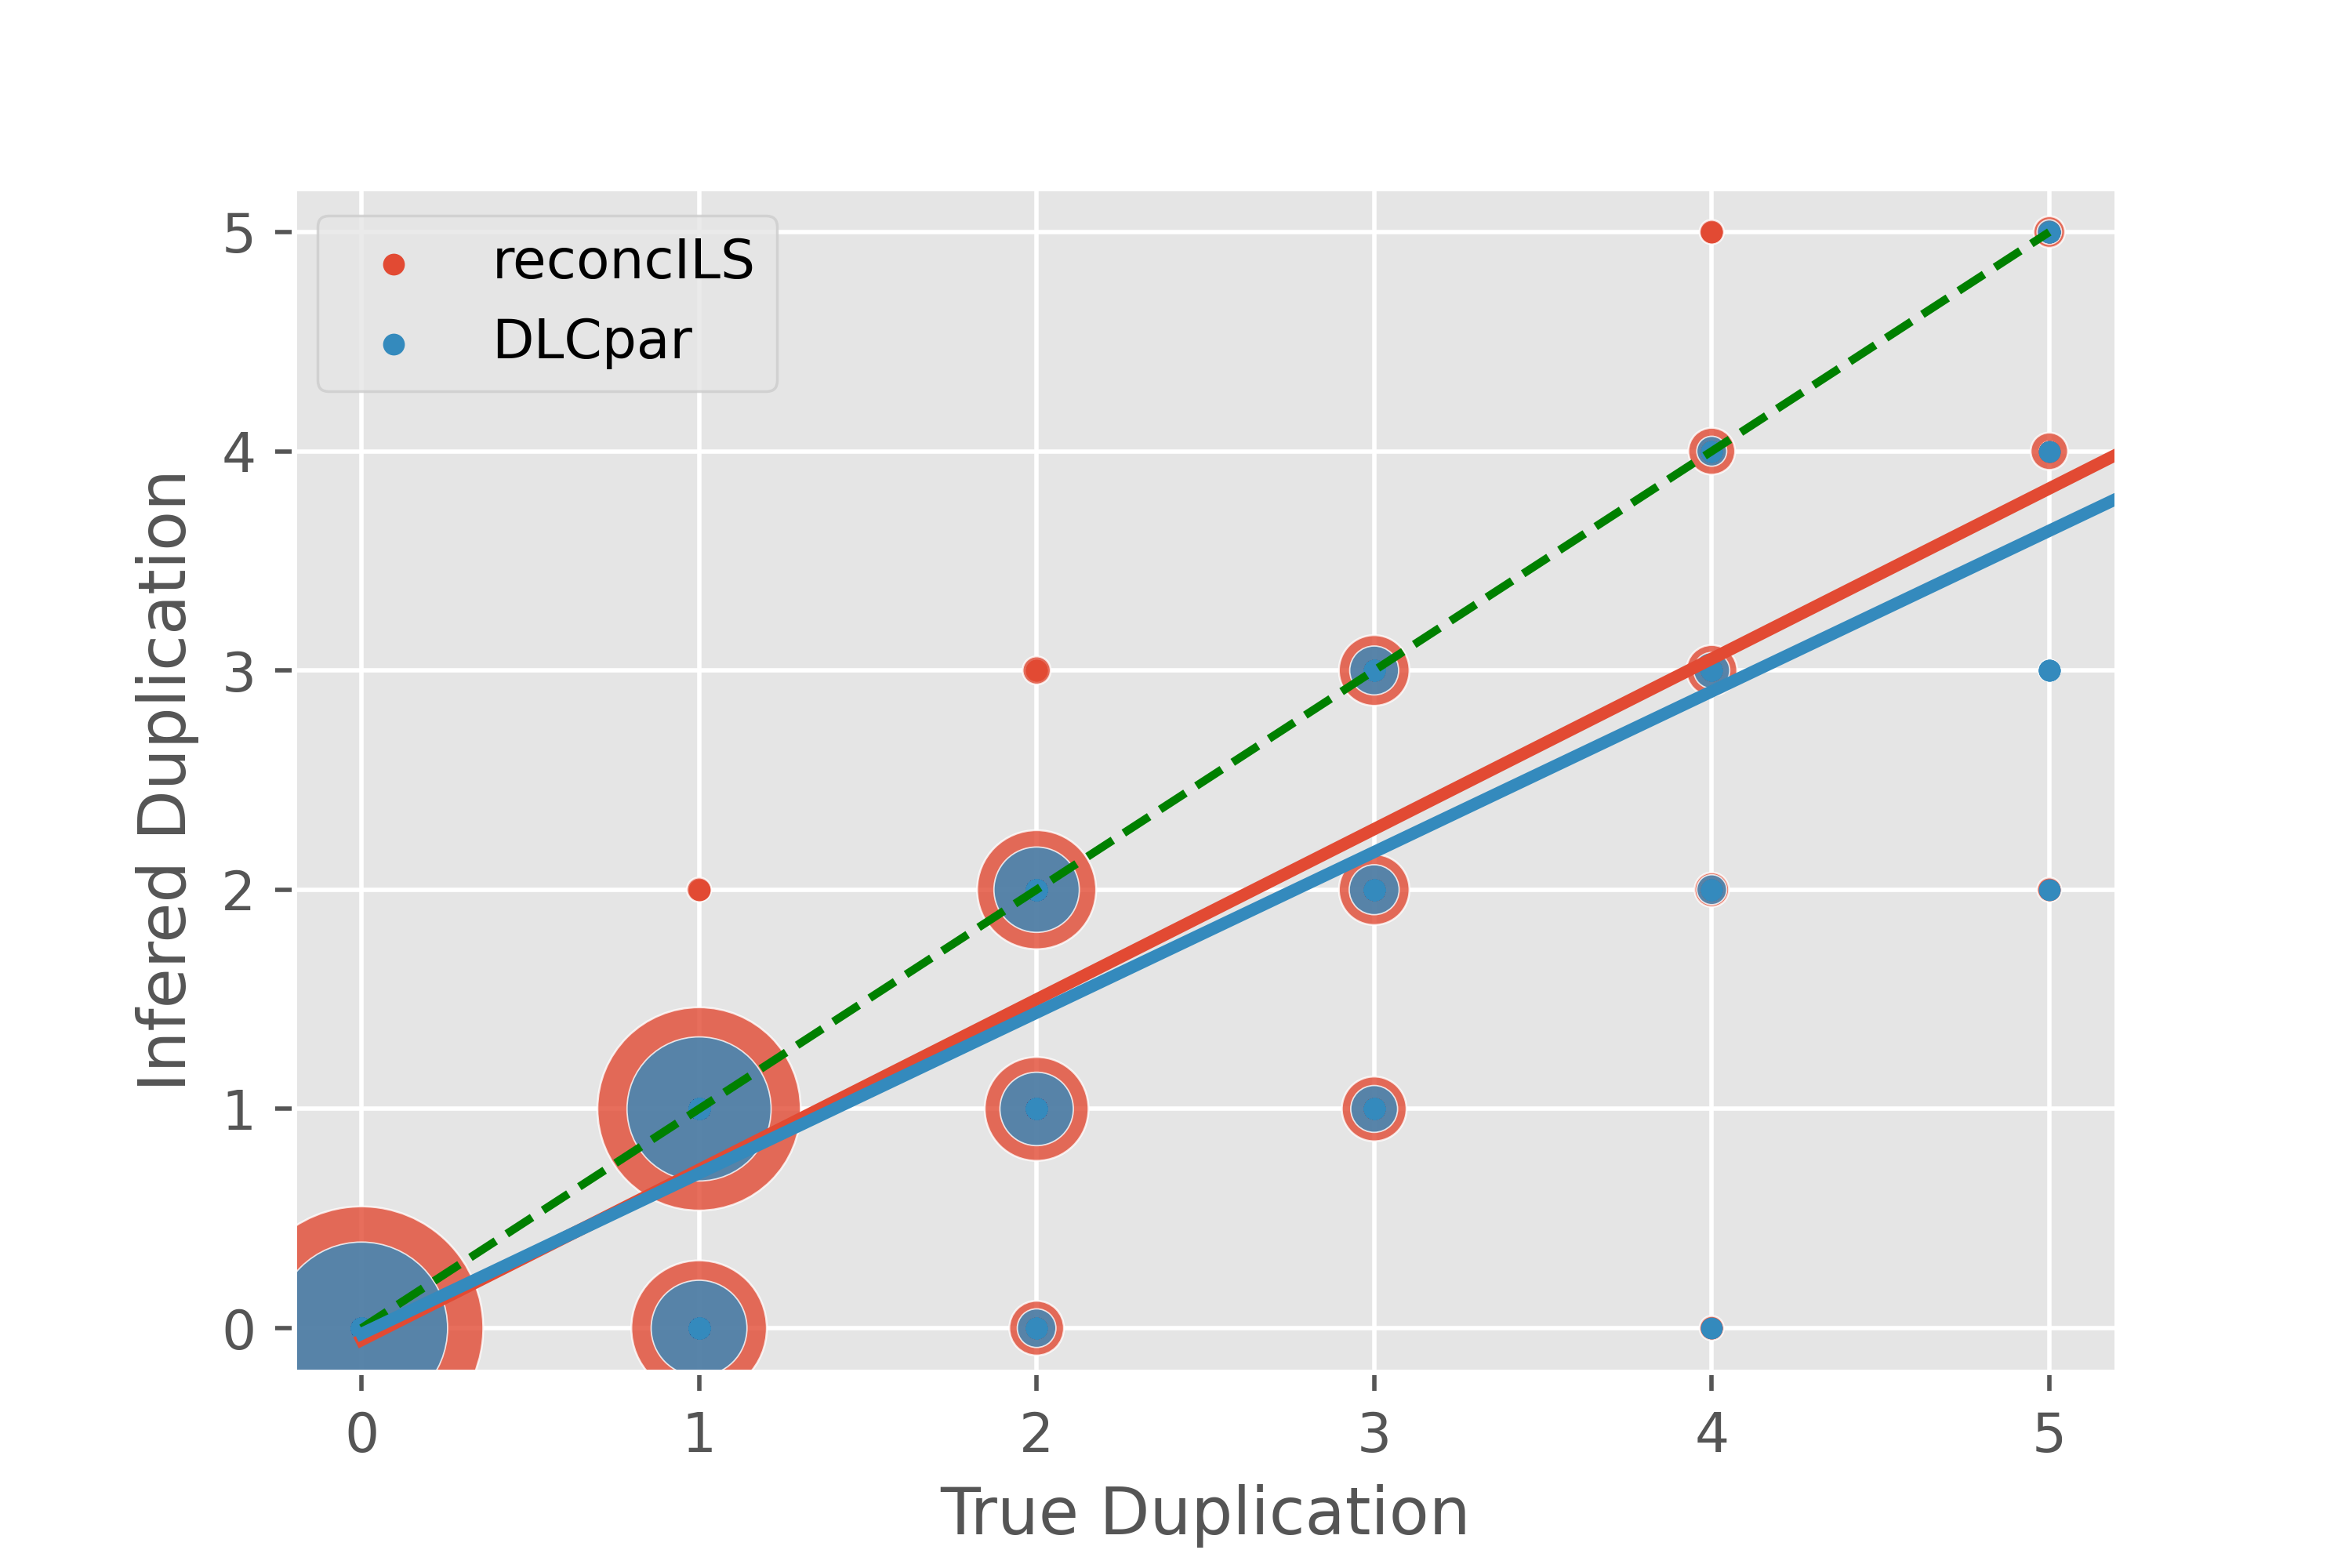 reconcILS
DLCpar
Infered Duplication
5
4
3
2
1
0
0 1 2 3 4 5
True Duplication